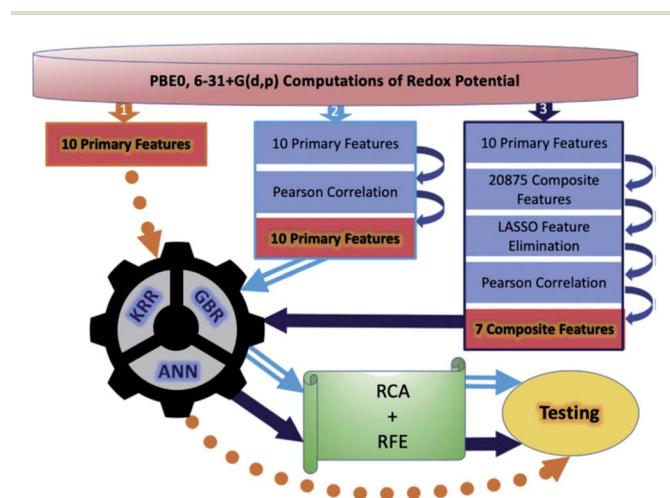 PBE0, 6-31+G(d,p) Computations of Redox Potential
1
2
3
10 Primary Features
10 Primary Features
Pearson Correlation
10 Primary Features
10 Primary Features
20875 Composite
Features
LASSO Feature
Elimination
Pearson Correlation
7 Composite Features
KRR
GBR
ANN
RCA
+
RFE
Testing